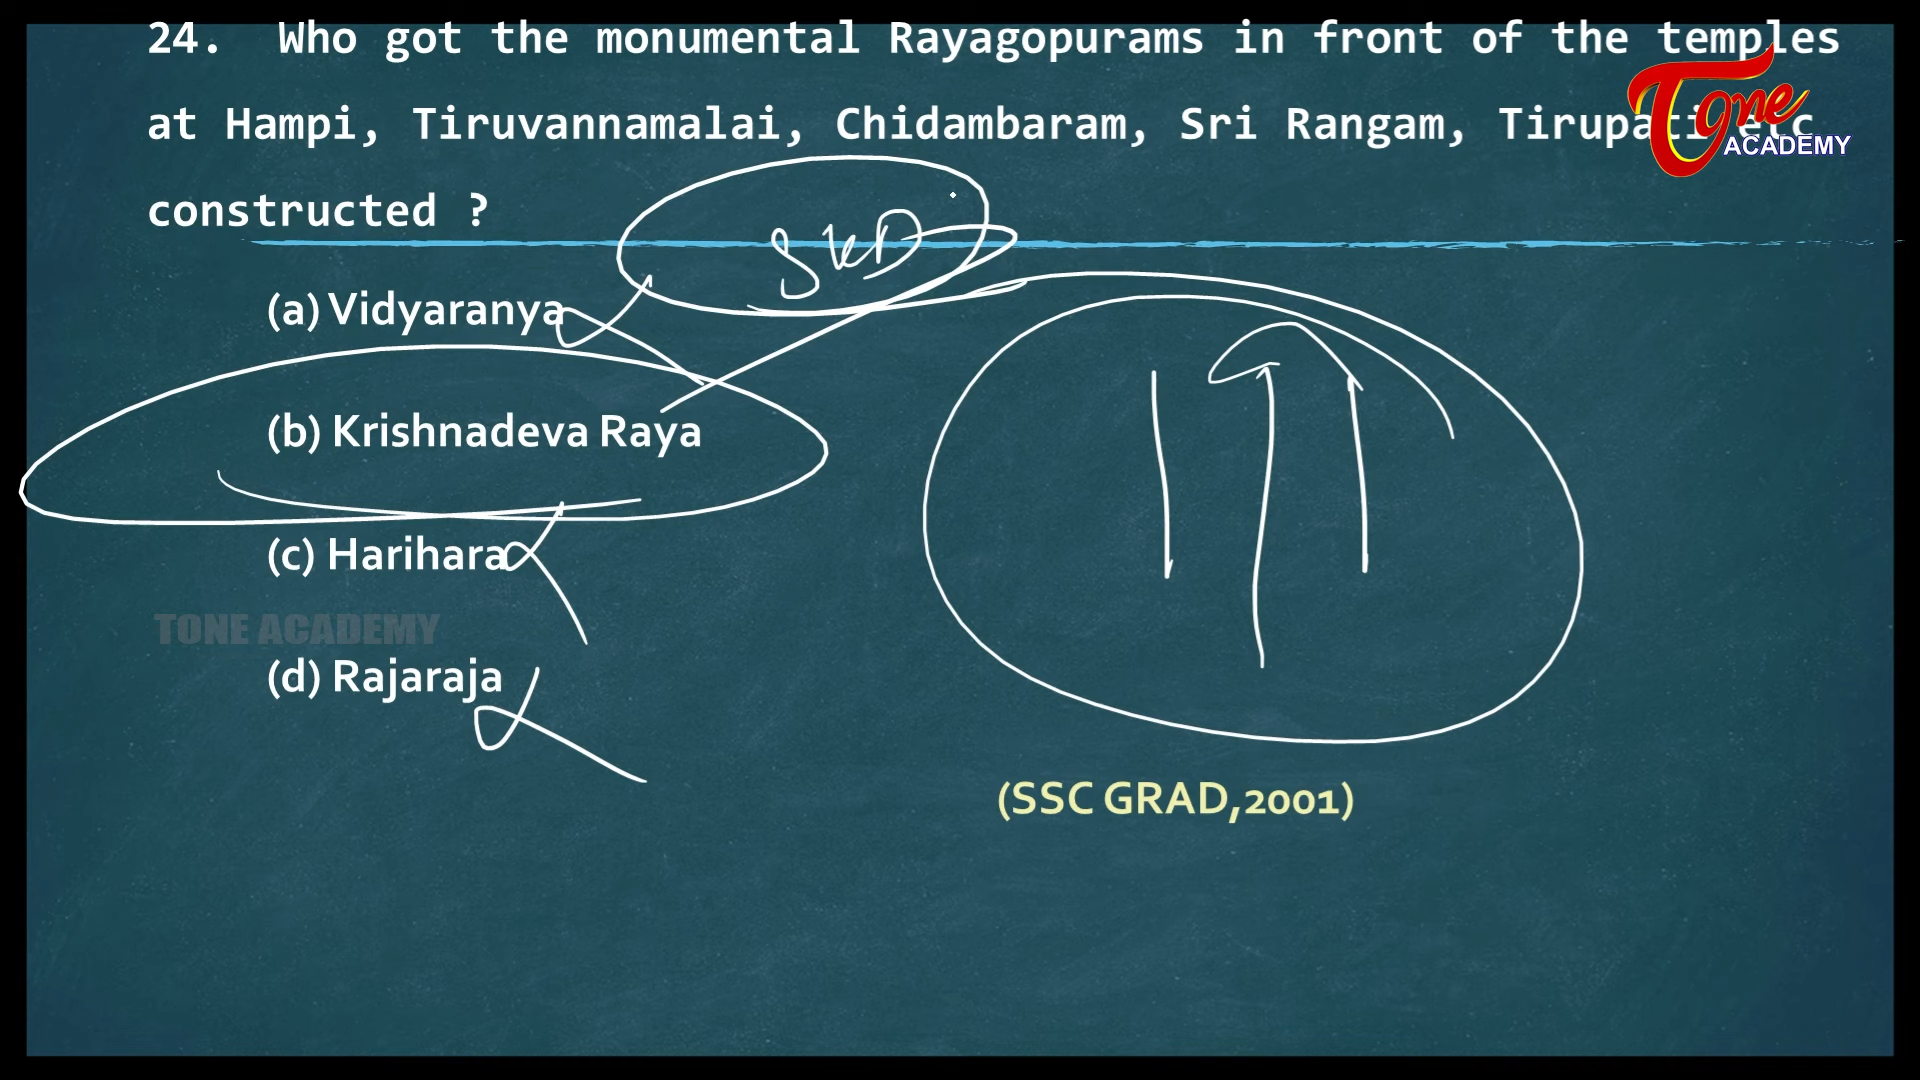 24. Who got the monumental Rayagopurams in front of the temples
at Hampi, Tiruvannamalai, Chidambaram, Sri Rangam, Tirupati etc
constructed ?
Tone
ACADEMY
(a) Vidyaranya
(b) Krishnadeva Raya
(c) Harihara
TONE ACADEMY
(d) Rajaraja
(SSC GRAD,2001)